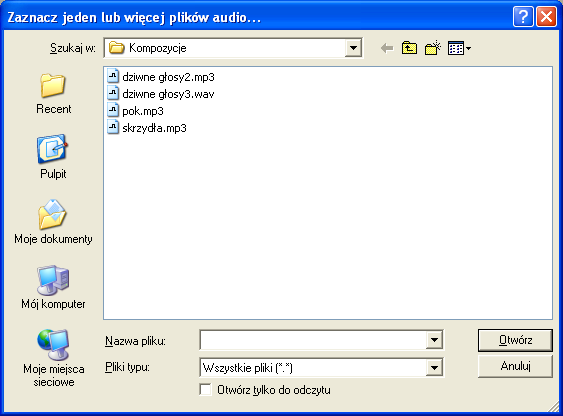 Zaznacz jeden lub więcej plików audio...
Szukaj w: Kompozycje
Recent
Pulpit
Moje dokumenty
Mój komputer
Moje miejsca
sieciowe
dziwne głosy2.mp3
dziwne głosy3.wav
pok.mp3
skrzydła.mp3
Nazwa pliku:
Otwórz
Pliki typu: Wszystkie pliki (*.*)
Anuluj
Otwórz tylko do odczytu